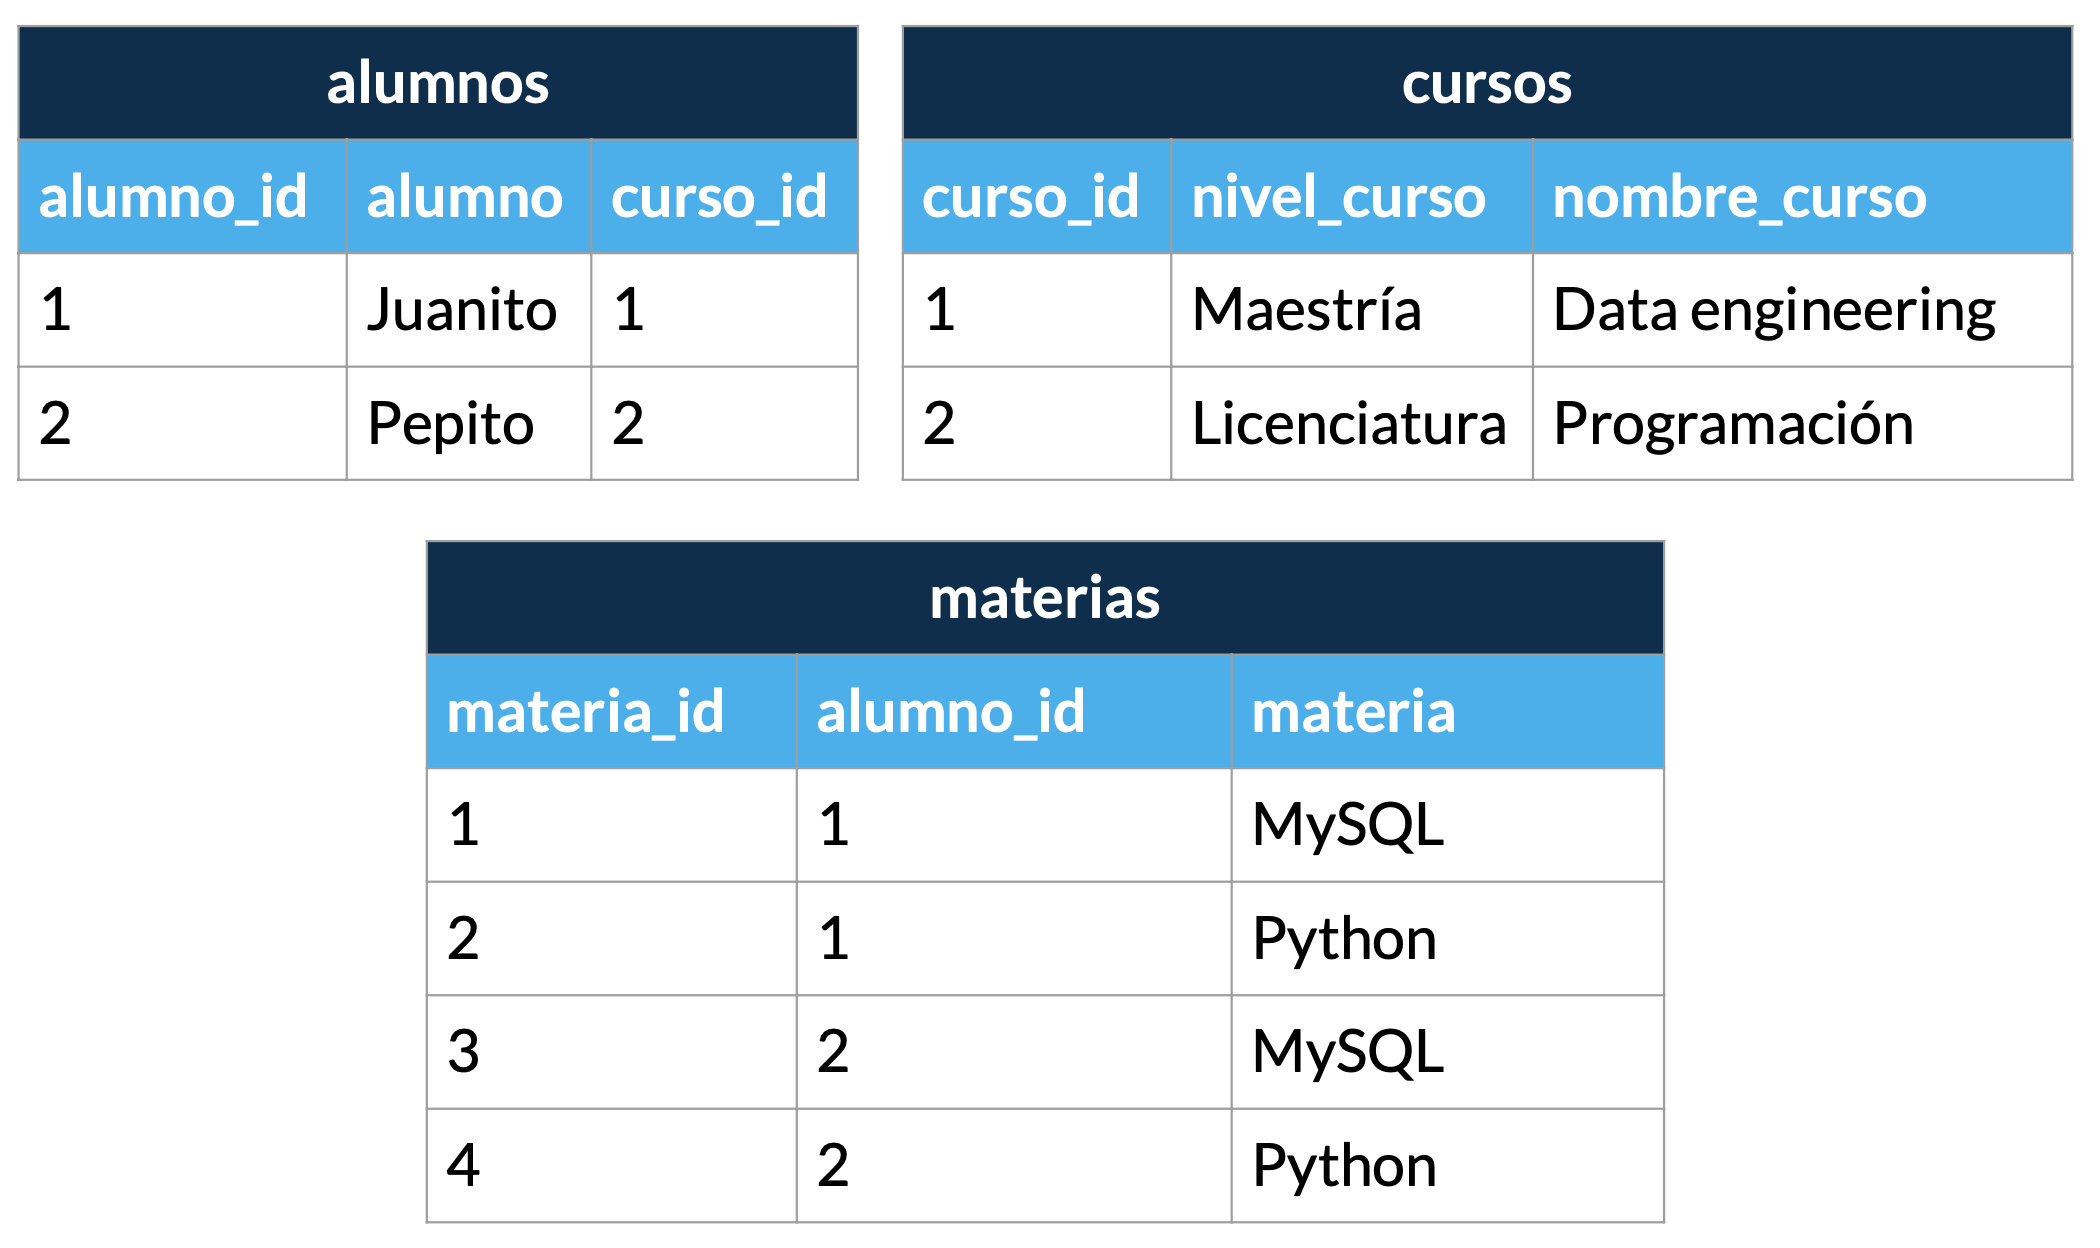 alumnos
alumno_id alumno curso_id
1 Juanito 1
2 Pepito 2
cursos
curso_id nivel_curso nombre_curso
1 Maestría Data engineering
2 Licenciatura Programación
materias
materia_id alumno_id materia
1 1 MySQL
2 1 Python
3 2 MySQL
4 2 Python